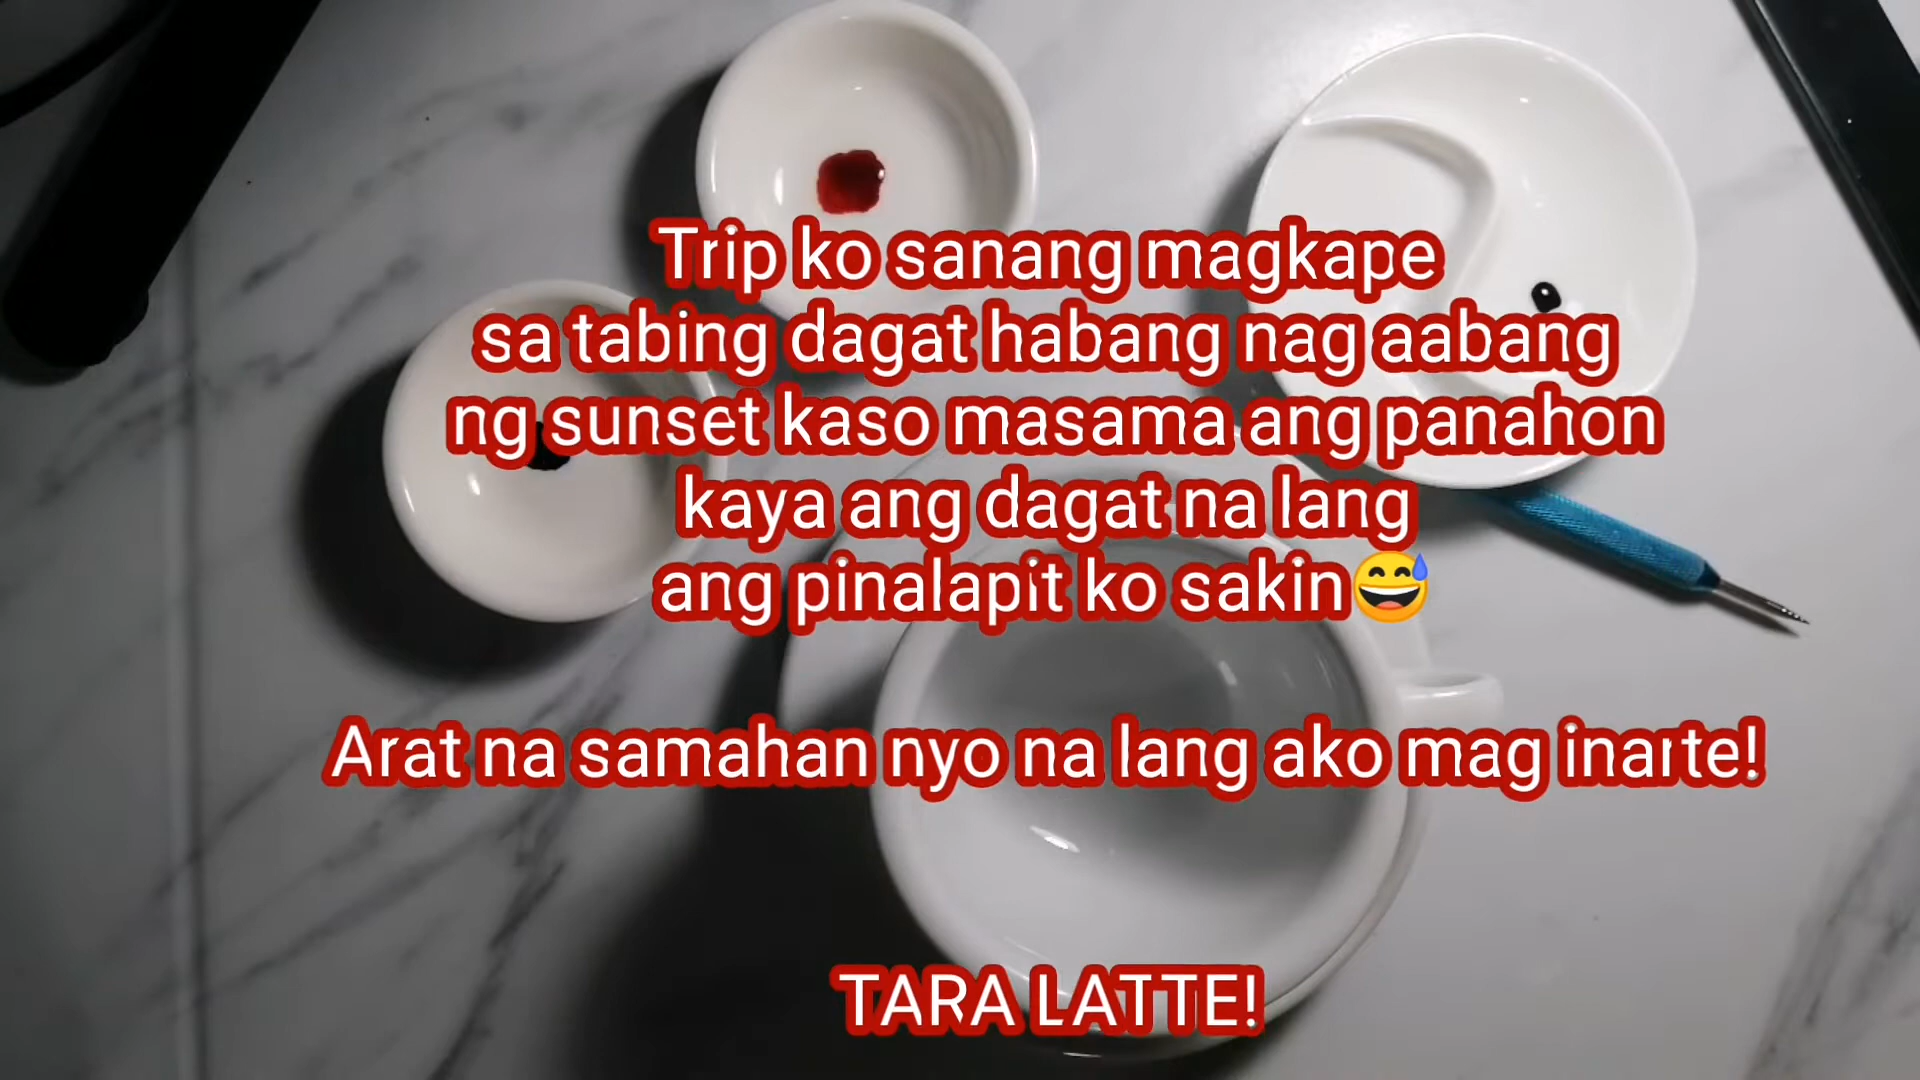 Trip ko sanang magkape
sa tabing dagat habang nag aabang
ng sunset kaso masama ang panahon
kaya ang dagat na lang
ang pinalapit ko sakin😅
Arat na samahan nyo na lang ako mag inarte!
TARA LATTE!